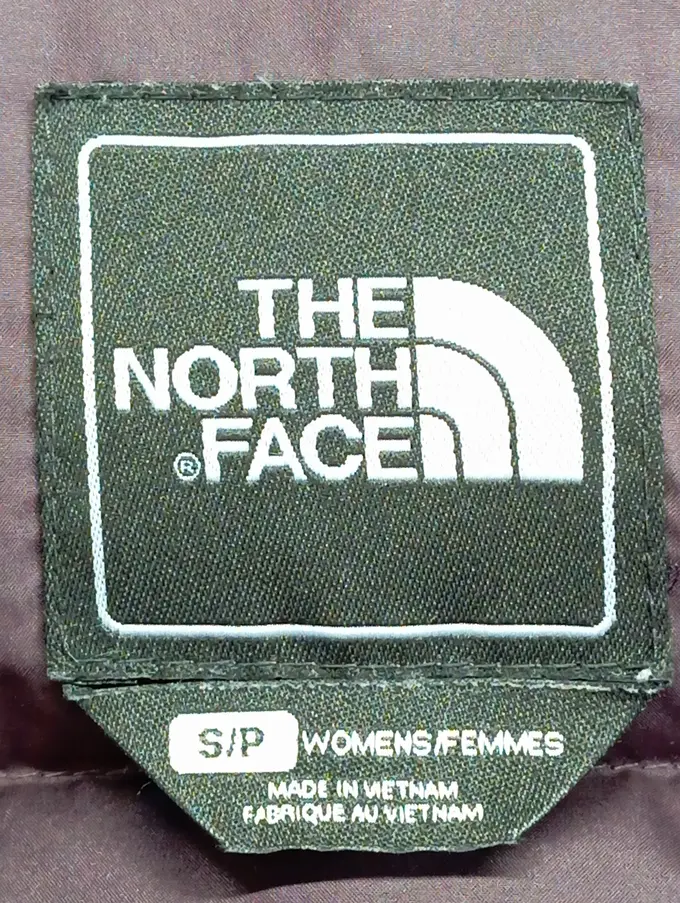 THE
NORTH
®FACE
S/P WOMENS/FEMMES
MADE IN VIETNAM
FABRIQUE AU VIETNAM